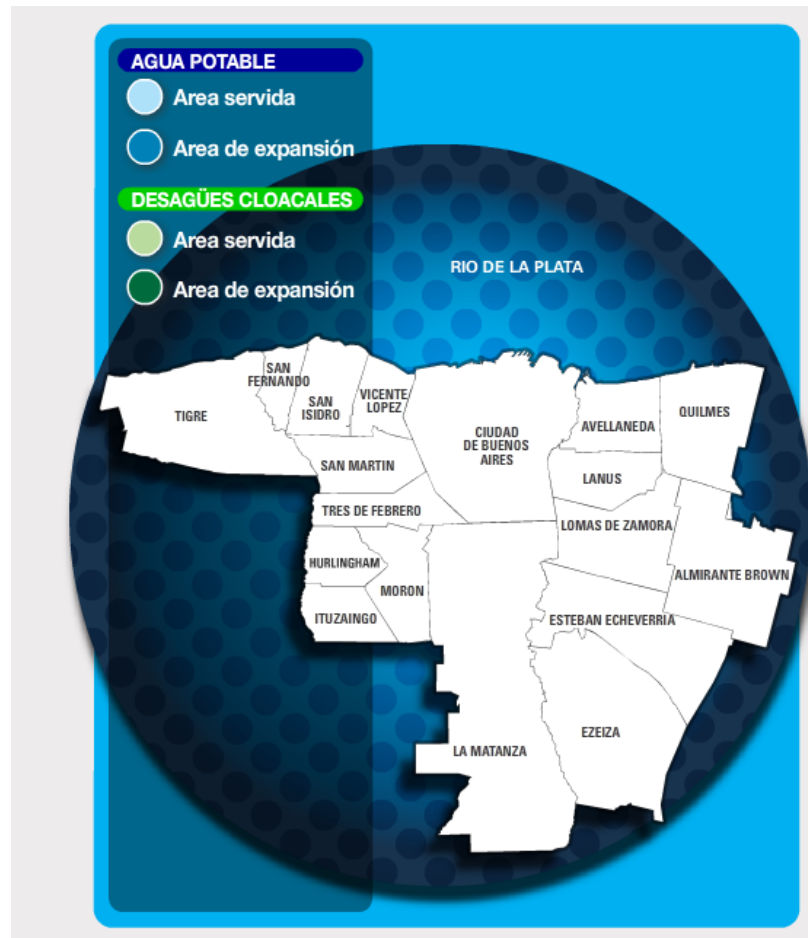 AGUA POTABLE
Area servida
Area de expansión
DESAGÜES CLOACALES
Area servida
Area de expansión
RIO DE LA PLATA
TIGRE
SAN
FERNANDO
SAN
ISIDRO
VICENTE
LOPEZ
CIUDAD
DE BUENOS
AIRES
AVELLANEDA
QUILMES
SAN MARTIN
LANUS
TRES DE FEBRERO
LOMAS DE ZAMORA
HURLINGHAM
MORON
ALMIRANTE BROWN
ITUZAINGO
ESTEBAN ECHEVERRIA
EZEIZA
LA MATANZA